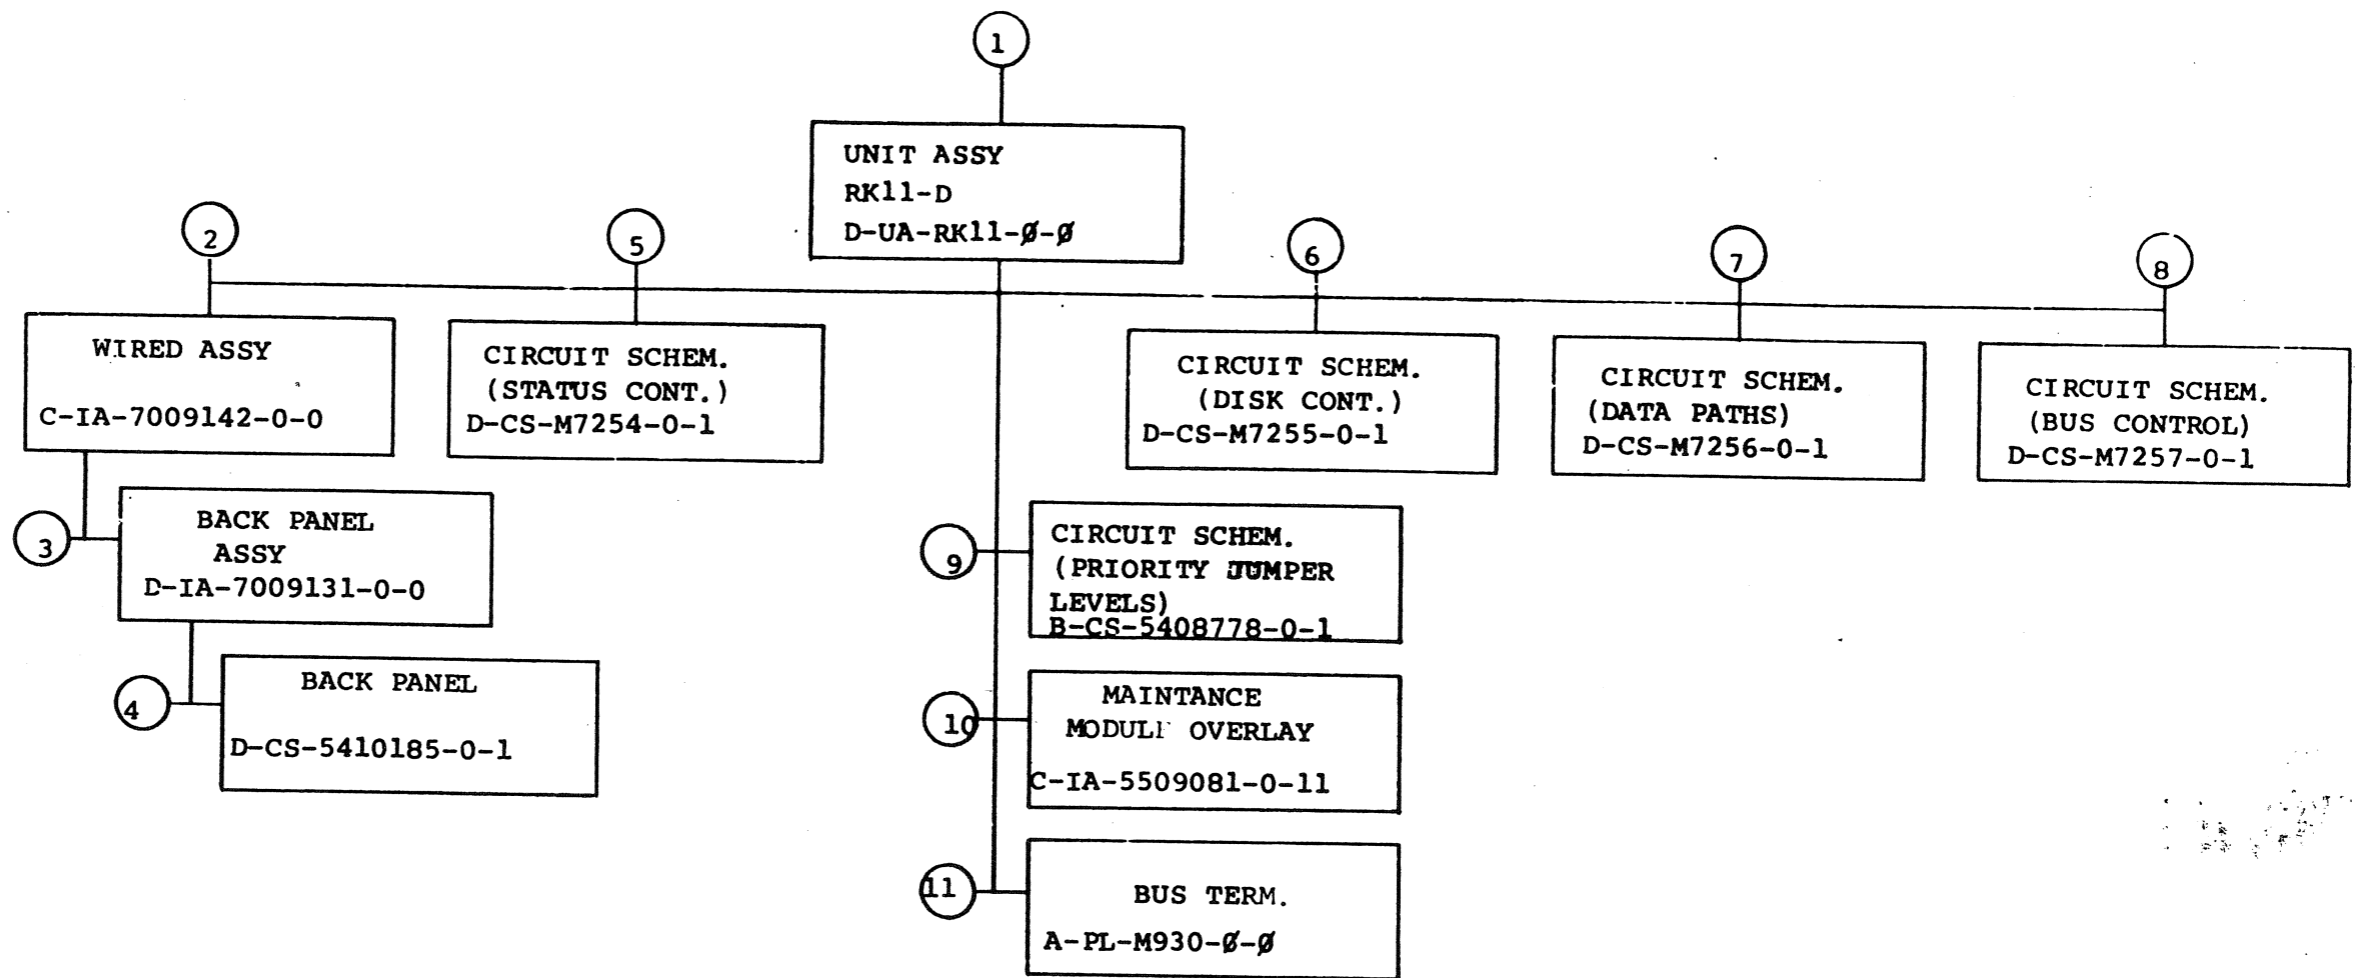 1
UNIT ASSY
RK11-D
D-UA-RK11-Ø-Ø
2
WIRED ASSY
C-IA-7009142-0-0
3
BACK PANEL
ASSY
D-IA-7009131-0-0
4
BACK PANEL
D-CS-5410185-0-1
5
CIRCUIT SCHEM.
(STATUS CONT.)
D-CS-M7254-0-1
6
CIRCUIT SCHEM.
(DISK CONT.)
D-CS-M7255-0-1
7
CIRCUIT SCHEM.
(DATA PATHS)
D-CS-M7256-0-1
8
CIRCUIT SCHEM.
(BUS CONTROL)
D-CS-M7257-0-1
9
CIRCUIT SCHEM.
(PRIORITY JUMPER
LEVELS)
B-CS-5408778-0-1
10
MAINTANCE
MODULE OVERLAY
C-IA-5509081-0-11
11
BUS TERM.
A-PL-M930-Ø-Ø